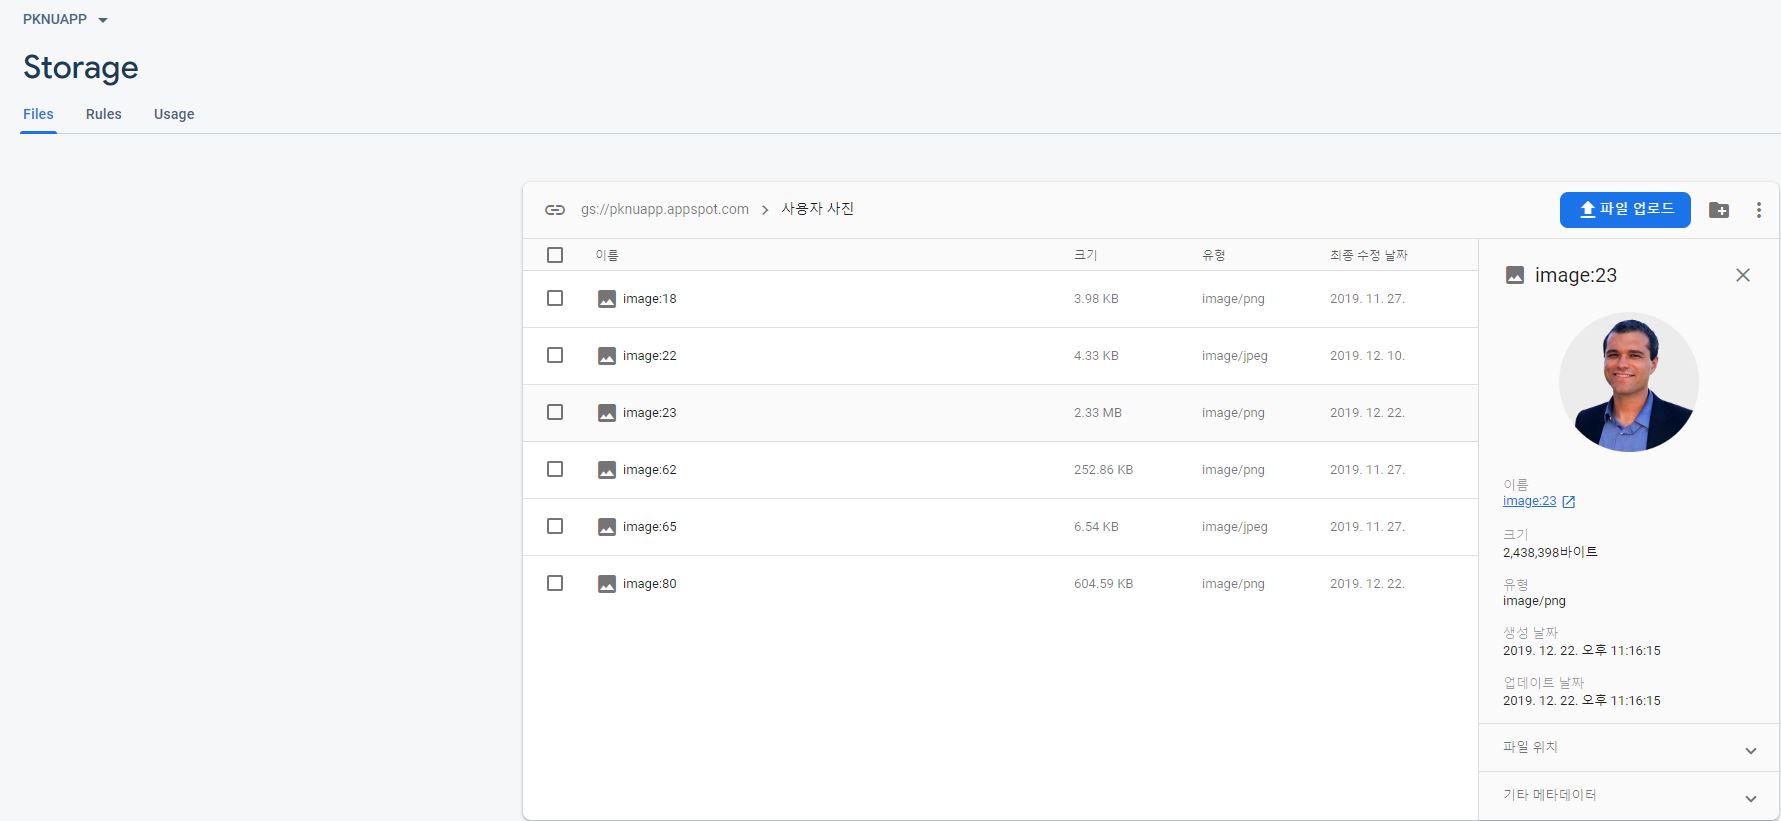 PKNUAPP
Storage
Files Rules Usage
gs://pknuapp.appspot.com > 사용자 사진
파일 업로드
이름 크기 유형 최종 수정 날짜
image:18 3.98 KB image/png 2019. 11. 27.
image:22 4.33 KB image/jpeg 2019. 12. 10.
image:23 2.33 MB image/png 2019. 12. 22.
image:62 252.86 KB image/png 2019. 11. 27.
image:65 6.54 KB image/jpeg 2019. 11. 27.
image:80 604.59 KB image/png 2019. 12. 22.
image:23
이름
image:23
크기
2,438,398바이트
유형
image/png
생성 날짜
2019. 12. 22. 오후 11:16:15
업데이트 날짜
2019. 12. 22. 오후 11:16:15
파일 위치
기타 메타데이터